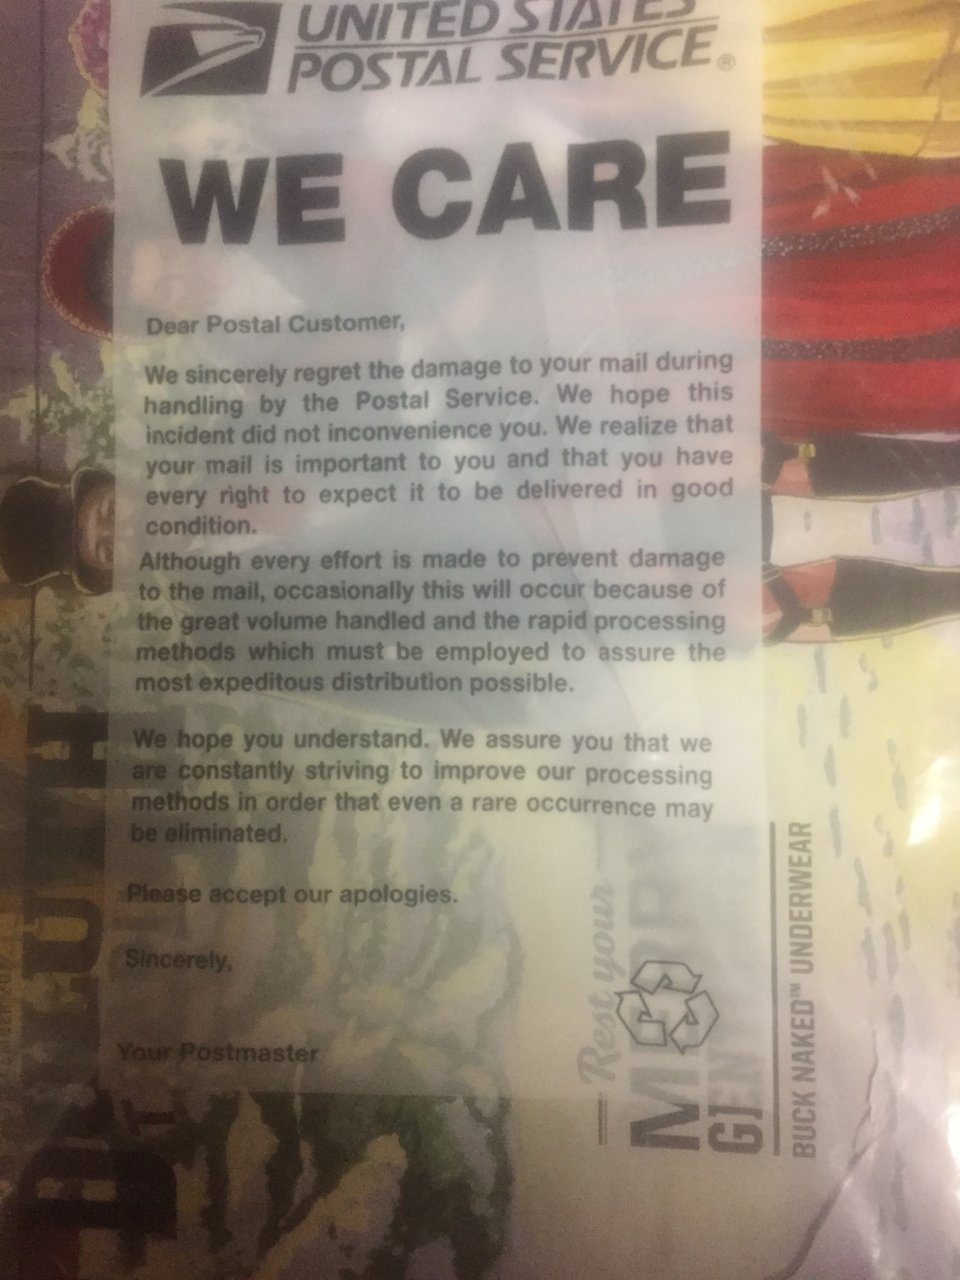 UNITED STATES
POSTAL SERVICE®
WE CARE
Dear Postal Customer,
We sincerely regret the damage to your mail during
handling by the Postal Service. We hope this
incident did not inconvenience you. We realize that
your mail is important to you and that you have
every right to expect it to be delivered in good
condition.
Although every effort is made to prevent damage
to the mail, occasionally this will occur because of
the great volume handled and the rapid processing
methods which must be employed to assure the
most expeditous distribution possible.
We hope you understand. We assure you that we
are constantly striving to improve our processing
methods in order that even a rare occurrence may
be eliminated.
Please accept our apologies.
Sincerely,
Your Postmaster
Rest your
BUCK NAKED™ UNDERWEAR